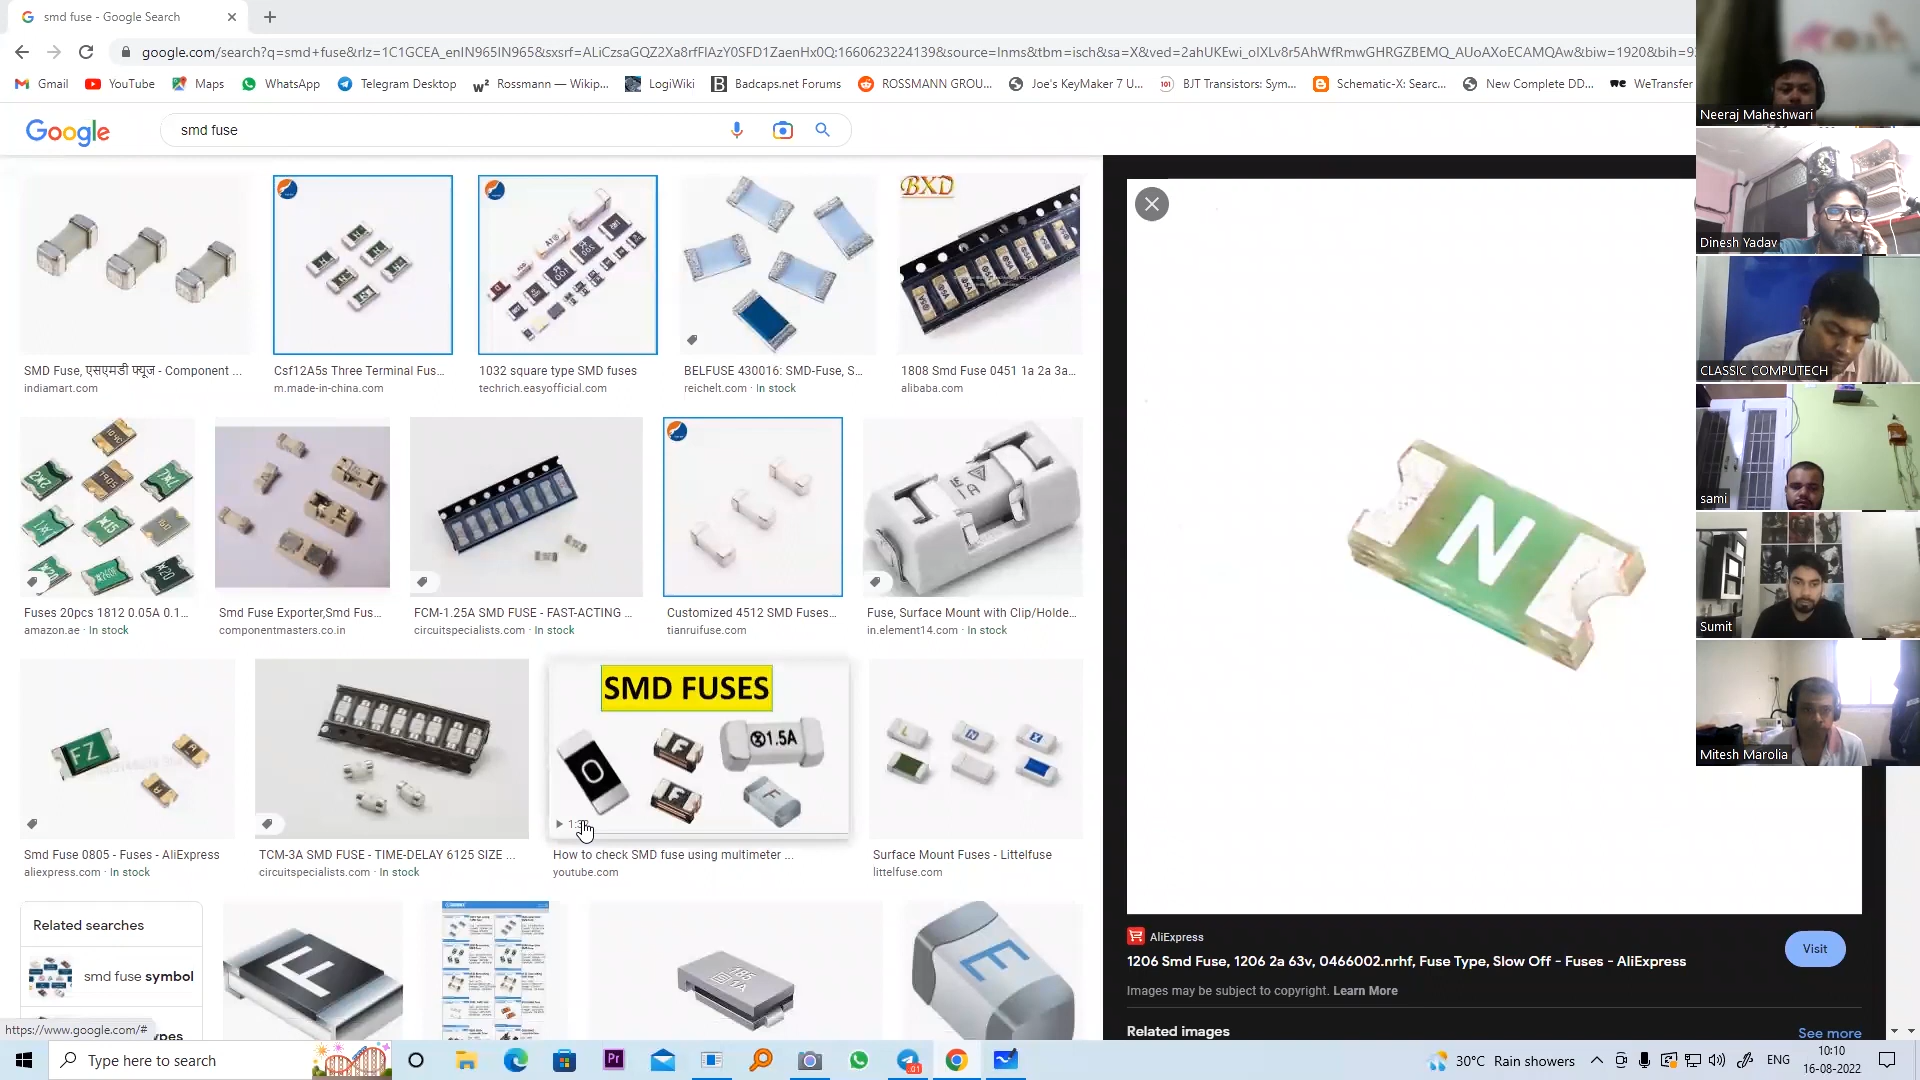 smd fuse - Google Search
google.com/search?q=smd+fuse&rlz=1C1GCEA_enIN965IN965&sxsrf=ALiCzsaGQZ2Xa8rfFIAzY0SFD1ZaenHx0Q:1660623224139&source=lnms&tbm=isch&sa=X&ved=2ahUKEwi_oIXLv8r5AhWfRmwGHRGZBEMQ_AUoAXoECAMQAw&biw=1920&bih=9
Gmail YouTube Maps WhatsApp Telegram Desktop Rossmann — Wikip... LogiWiki Badcaps.net Forums ROSSMANN GROU... Joe's KeyMaker 7 U... BJT Transistors: Sym... Schematic-X: Searc... New Complete DD... WeTransfer
Google
smd fuse
Neeraj Maheshwari
Dinesh Yadav
CLASSIC COMPUTECH
sami
Sumit
Mitesh Marolia
BXD
SMD Fuse, एसएमडी फ्यूज - Component ...
indiamart.com
Csf12A5s Three Terminal Fus...
m.made-in-china.com
1032 square type SMD fuses
techrich.easyofficial.com
BELFUSE 430016: SMD-Fuse, S...
reichelt.com · In stock
1808 Smd Fuse 0451 1a 2a 3a...
alibaba.com
Fuses 20pcs 1812 0.05A 0.1...
amazon.ae · In stock
Smd Fuse Exporter,Smd Fus...
componentmasters.co.in
FCM-1.25A SMD FUSE - FAST-ACTING ...
circuitspecialists.com · In stock
Customized 4512 SMD Fuses...
tianruifuse.com
Fuse, Surface Mount with Clip/Holde...
in.element14.com · In stock
N
FZ
A
A
SMD FUSES
O
F
F
1.5A
F
L
N
X
Smd Fuse 0805 - Fuses - AliExpress
aliexpress.com · In stock
TCM-3A SMD FUSE - TIME-DELAY 6125 SIZE ...
circuitspecialists.com · In stock
How to check SMD fuse using multimeter ...
youtube.com
Surface Mount Fuses - Littelfuse
littelfuse.com
Related searches
smd fuse symbol
F
E
AliExpress
1206 Smd Fuse, 1206 2a 63v, 0466002.nrhf, Fuse Type, Slow Off - Fuses - AliExpress
Visit
Images may be subject to copyright. Learn More
Related images
See more
https://www.google.com/#
Type here to search
30°C Rain showers
ENG
10:10
16-08-2022